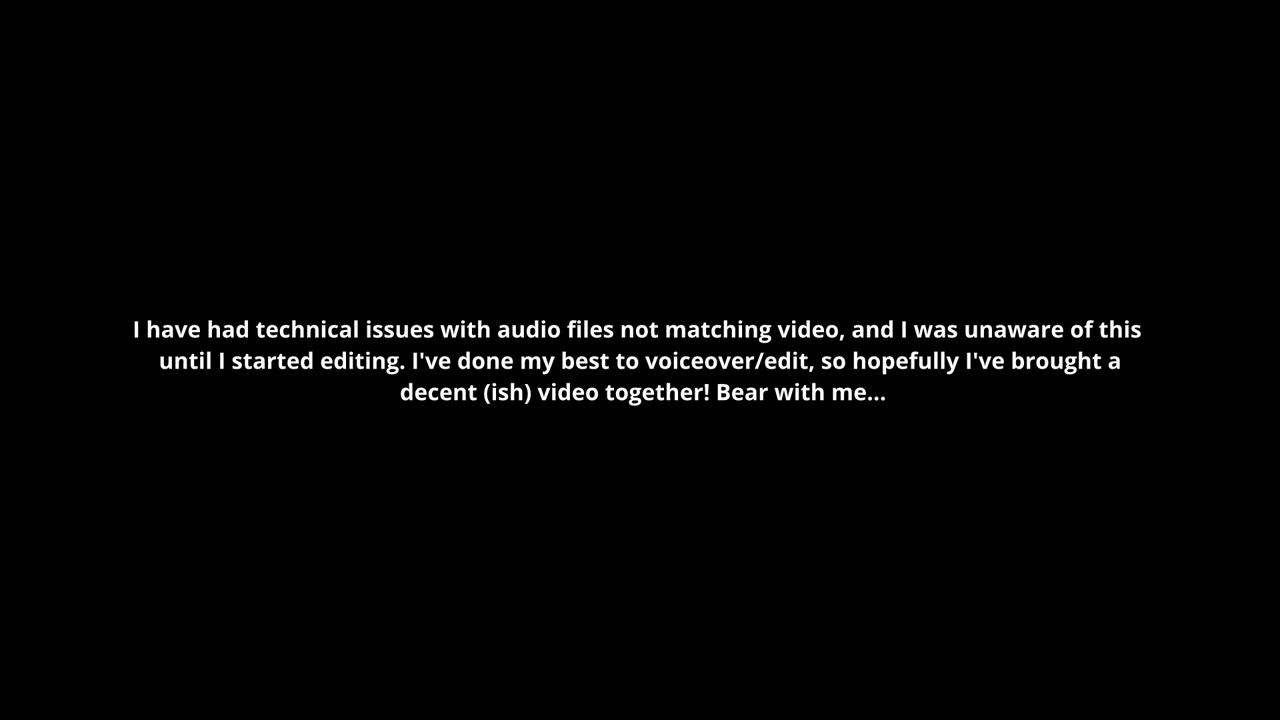 I have had technical issues with audio files not matching video, and I was unaware of this
until I started editing. I've done my best to voiceover/edit, so hopefully I've brought a
decent (ish) video together! Bear with me...